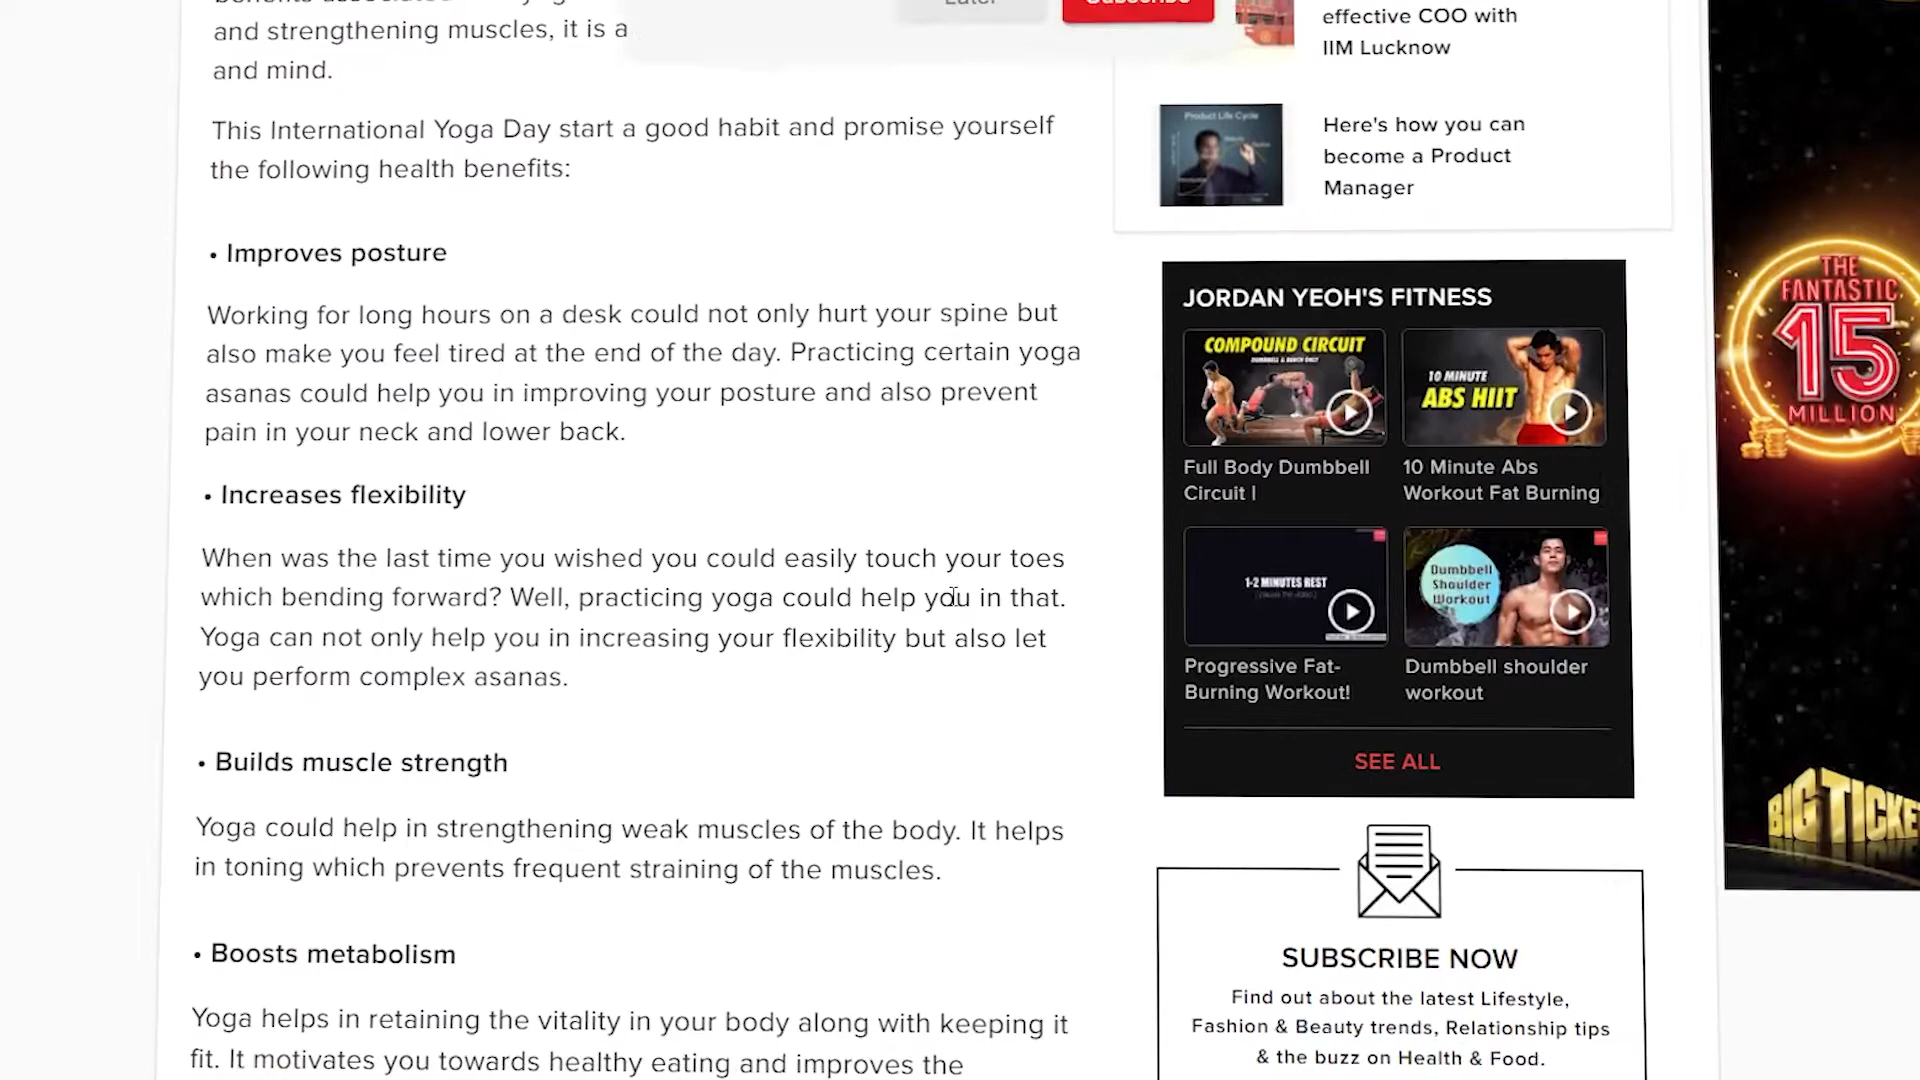 and strengthening muscles, it is a
and mind.
This International Yoga Day start a good habit and promise yourself
the following health benefits:
• Improves posture
Working for long hours on a desk could not only hurt your spine but
also make you feel tired at the end of the day. Practicing certain yoga
asanas could help you in improving your posture and also prevent
pain in your neck and lower back.
• Increases flexibility
When was the last time you wished you could easily touch your toes
which bending forward? Well, practicing yoga could help you in that.
Yoga can not only help you in increasing your flexibility but also let
you perform complex asanas.
• Builds muscle strength
Yoga could help in strengthening weak muscles of the body. It helps
in toning which prevents frequent straining of the muscles.
• Boosts metabolism
Yoga helps in retaining the vitality in your body along with keeping it
fit. It motivates you towards healthy eating and improves the
Later
Subscribe
effective COO with
IIM Lucknow
Product Life Cycle
Here's how you can
become a Product
Manager
JORDAN YEOH'S FITNESS
COMPOUND CIRCUIT
DUMBBELL & BENCH ONLY
Full Body Dumbbell
Circuit |
10 MINUTE
ABS HIIT
10 Minute Abs
Workout Fat Burning
1-2 MINUTES REST
Progressive Fat-
Burning Workout!
Dumbbell
Shoulder
Workout
Dumbbell shoulder
workout
SEE ALL
SUBSCRIBE NOW
Find out about the latest Lifestyle,
Fashion & Beauty trends, Relationship tips
& the buzz on Health & Food.
THE
FANTASTIC
15
MILLION
BIG TICKE